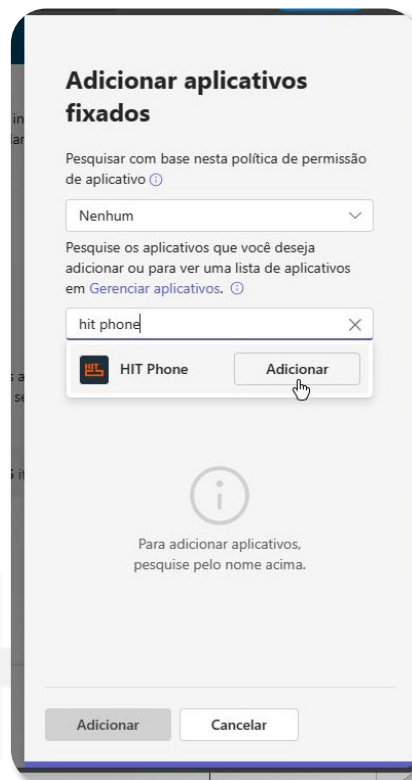 Adicionar aplicativos
fixados
Pesquisar com base nesta política de permissão
de aplicativo
Nenhum
Pesquise os aplicativos que você deseja
adicionar ou para ver uma lista de aplicativos
em Gerenciar aplicativos.
hit phone
HIT
HIT Phone
Adicionar
Para adicionar aplicativos,
pesquise pelo nome acima.
Adicionar
Cancelar